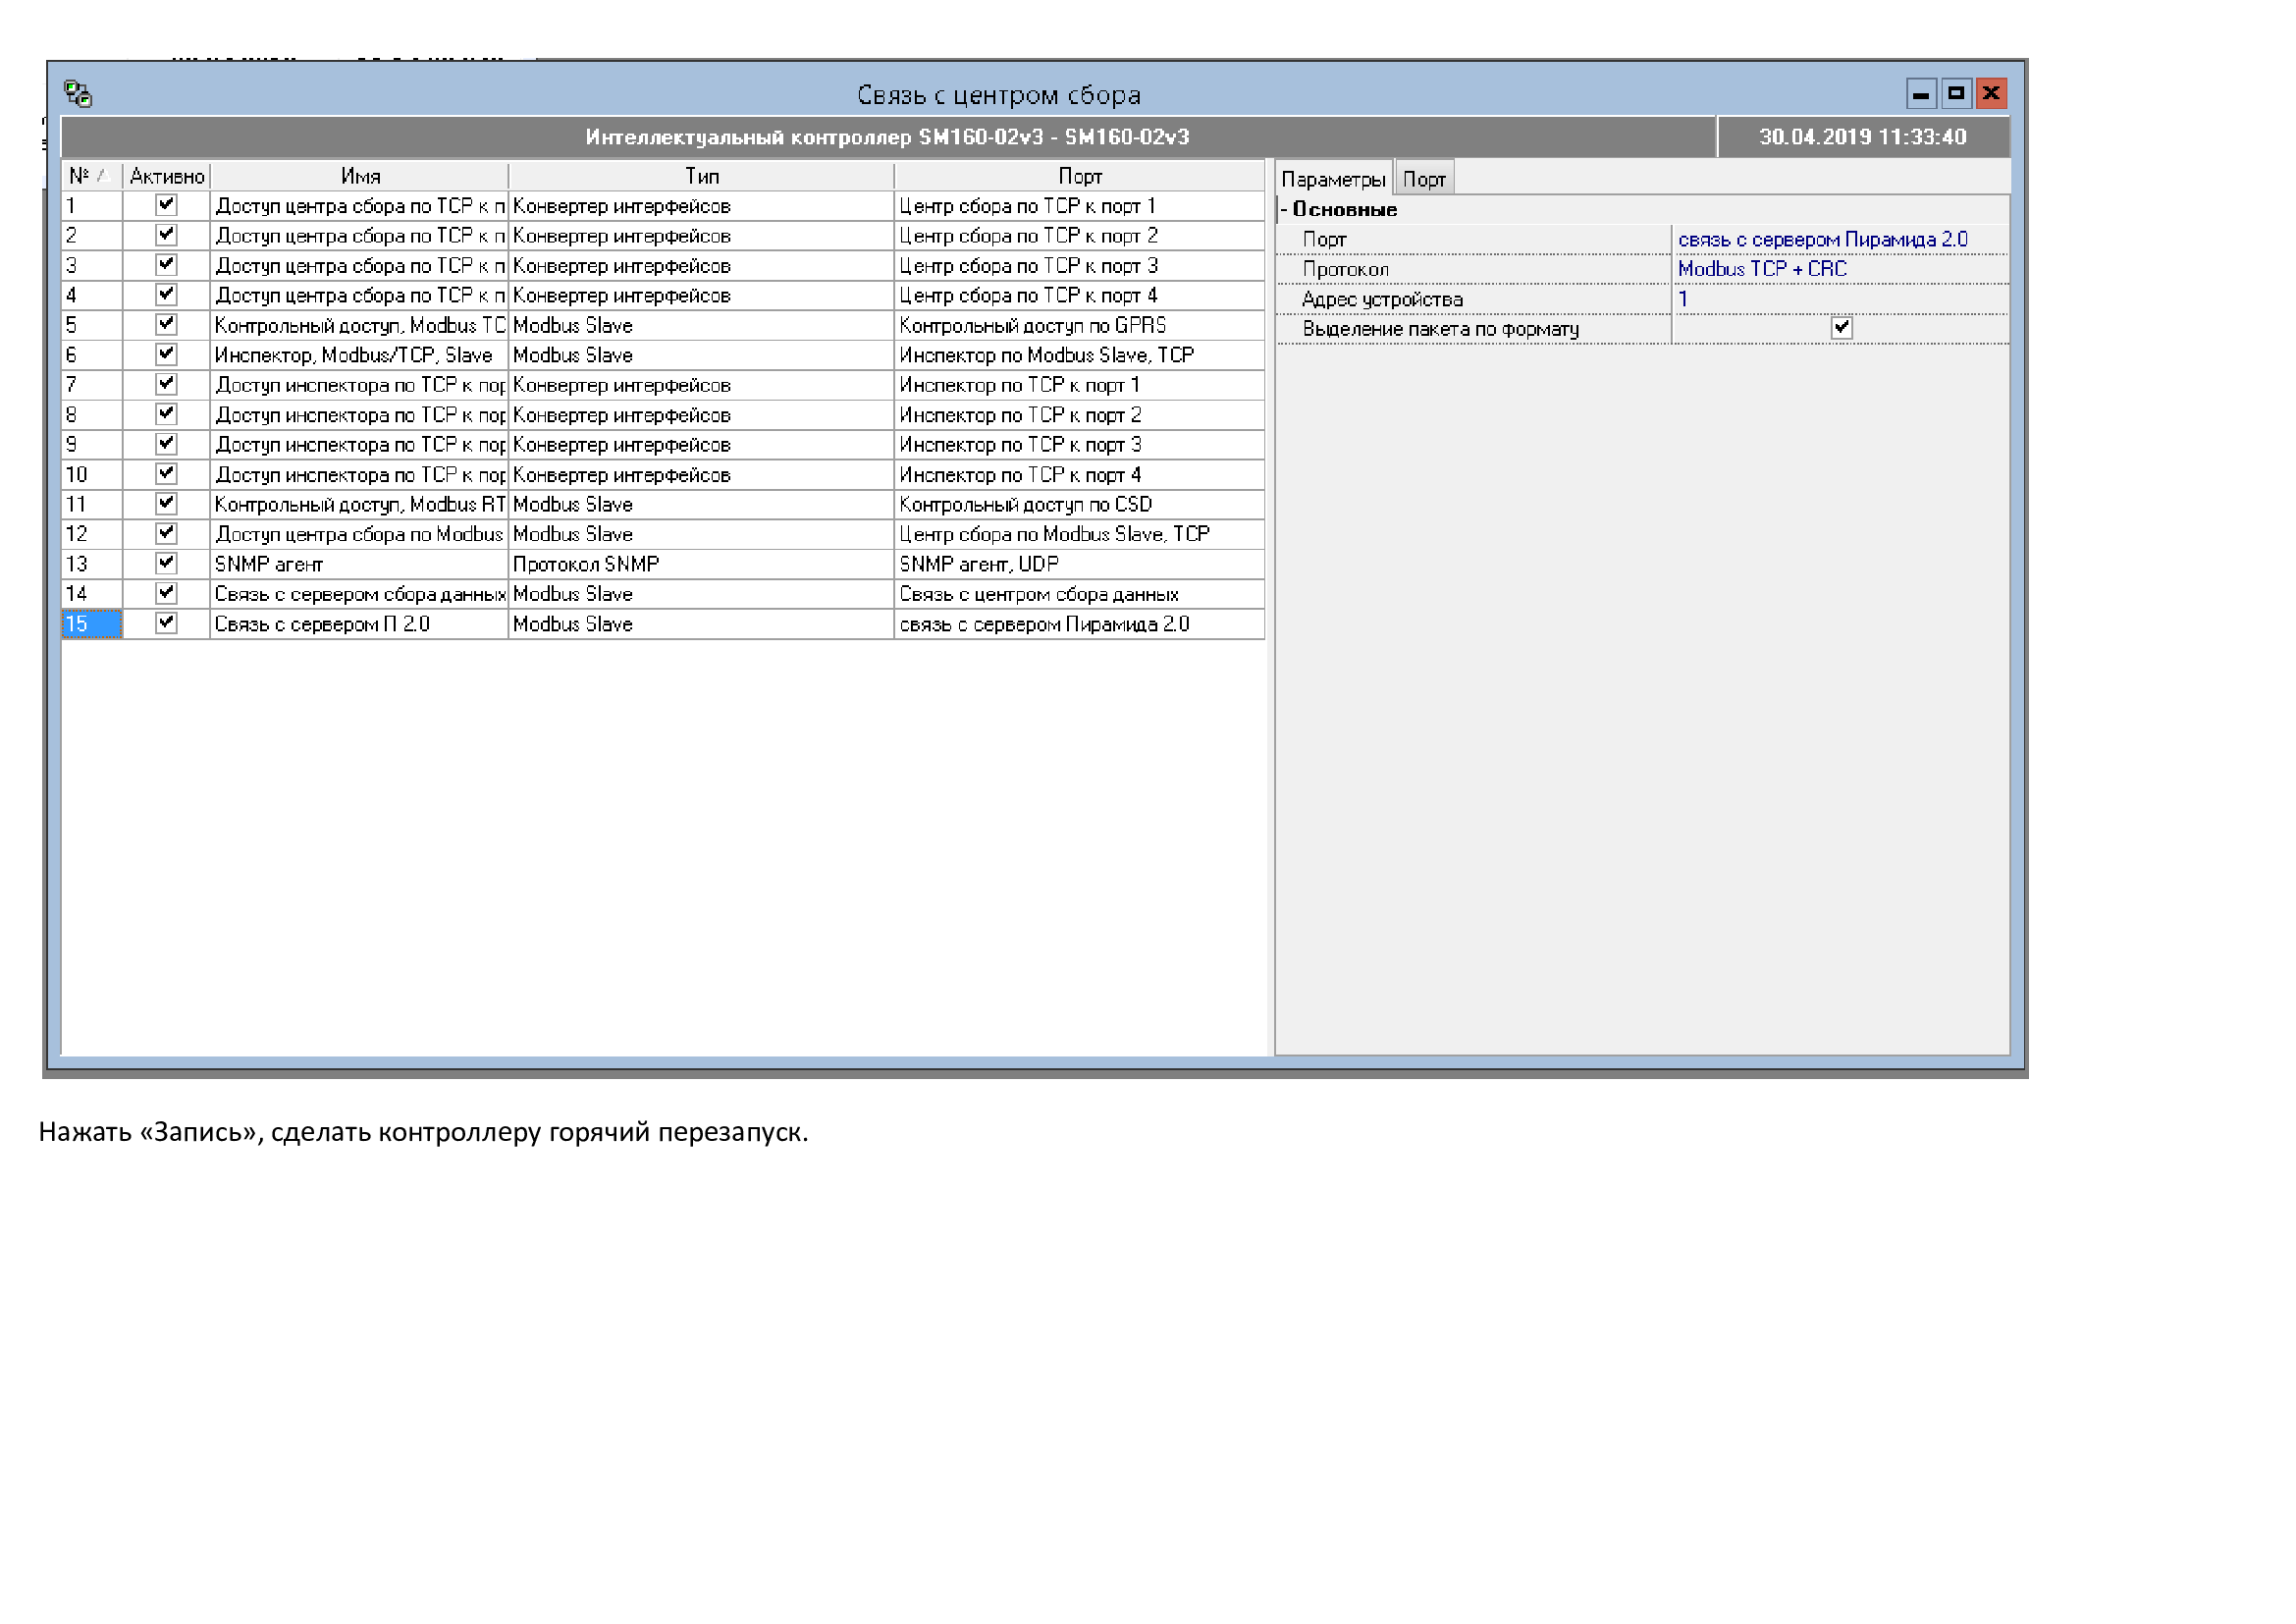 Связь с центром сбора
Интеллектуальный контроллер SM160-02v3 - SM160-02v3 30.04.2019 11:33:40
№ Активно Имя Тип Порт
1 Доступ центра сбора по TCP к п Конвертер интерфейсов Центр сбора по TCP к порт 1
2 Доступ центра сбора по TCP к п Конвертер интерфейсов Центр сбора по TCP к порт 2
3 Доступ центра сбора по TCP к п Конвертер интерфейсов Центр сбора по TCP к порт 3
4 Доступ центра сбора по TCP к п Конвертер интерфейсов Центр сбора по TCP к порт 4
5 Контрольный доступ, Modbus TC Modbus Slave Контрольный доступ по GPRS
6 Инспектор, Modbus/TCP, Slave Modbus Slave Инспектор по Modbus Slave, TCP
7 Доступ инспектора по TCP к пор Конвертер интерфейсов Инспектор по TCP к порт 1
8 Доступ инспектора по TCP к пор Конвертер интерфейсов Инспектор по TCP к порт 2
9 Доступ инспектора по TCP к пор Конвертер интерфейсов Инспектор по TCP к порт 3
10 Доступ инспектора по TCP к пор Конвертер интерфейсов Инспектор по TCP к порт 4
11 Контрольный доступ, Modbus RT Modbus Slave Контрольный доступ по CSD
12 Доступ центра сбора по Modbus Modbus Slave Центр сбора по Modbus Slave, TCP
13 SNMP агент Протокол SNMP SNMP агент, UDP
14 Связь с сервером сбора данных Modbus Slave Связь с центром сбора данных
15 Связь с сервером П 2.0 Modbus Slave связь с сервером Пирамида 2.0
Параметры Порт
- Основные
Порт связь с сервером Пирамида 2.0
Протокол Modbus TCP + CRC
Адрес устройства 1
Выделение пакета по формату
Нажать «Запись», сделать контроллеру горячий перезапуск.